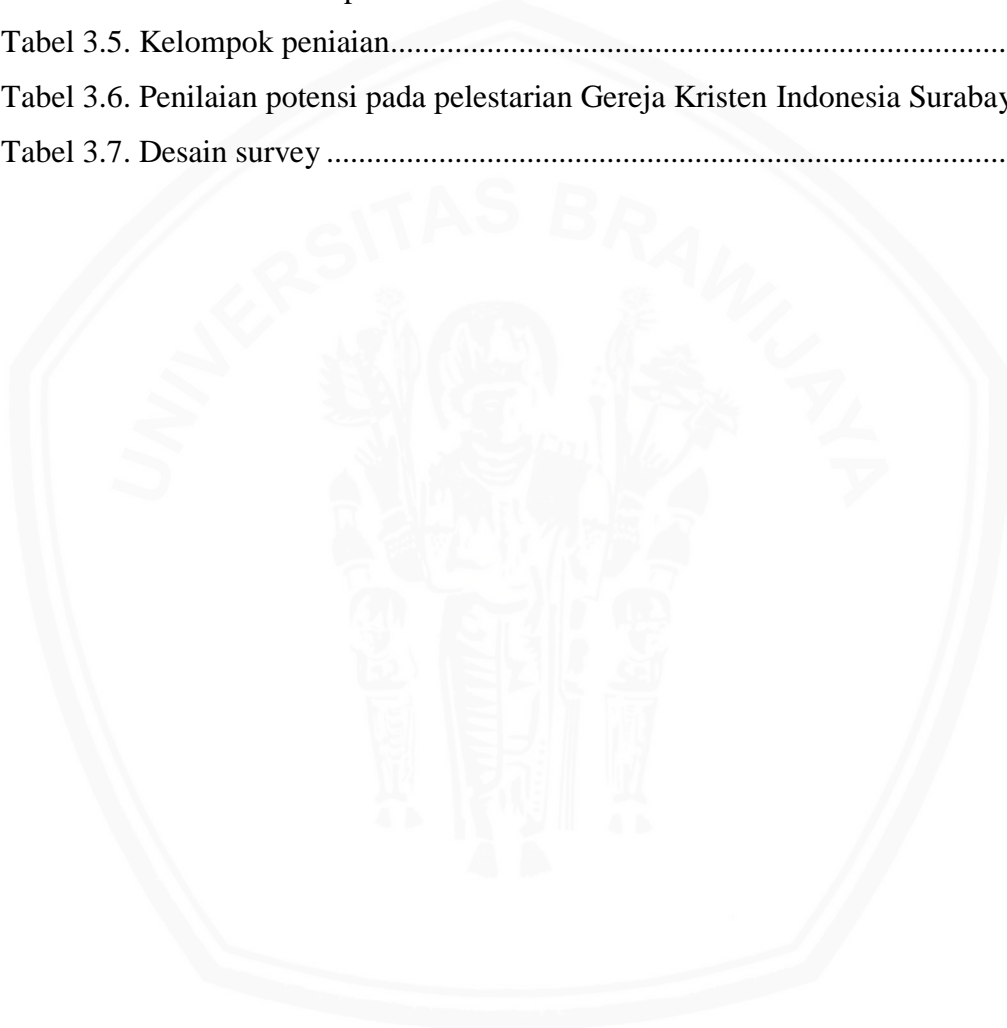 Tabel 3.5. Kelompok peniaian...............................................................................
Tabel 3.6. Penilaian potensi pada pelestarian Gereja Kristen Indonesia Surabay
Tabel 3.7. Desain survey .......................................................................................
UNIVERSITAS BRAWIJAYA